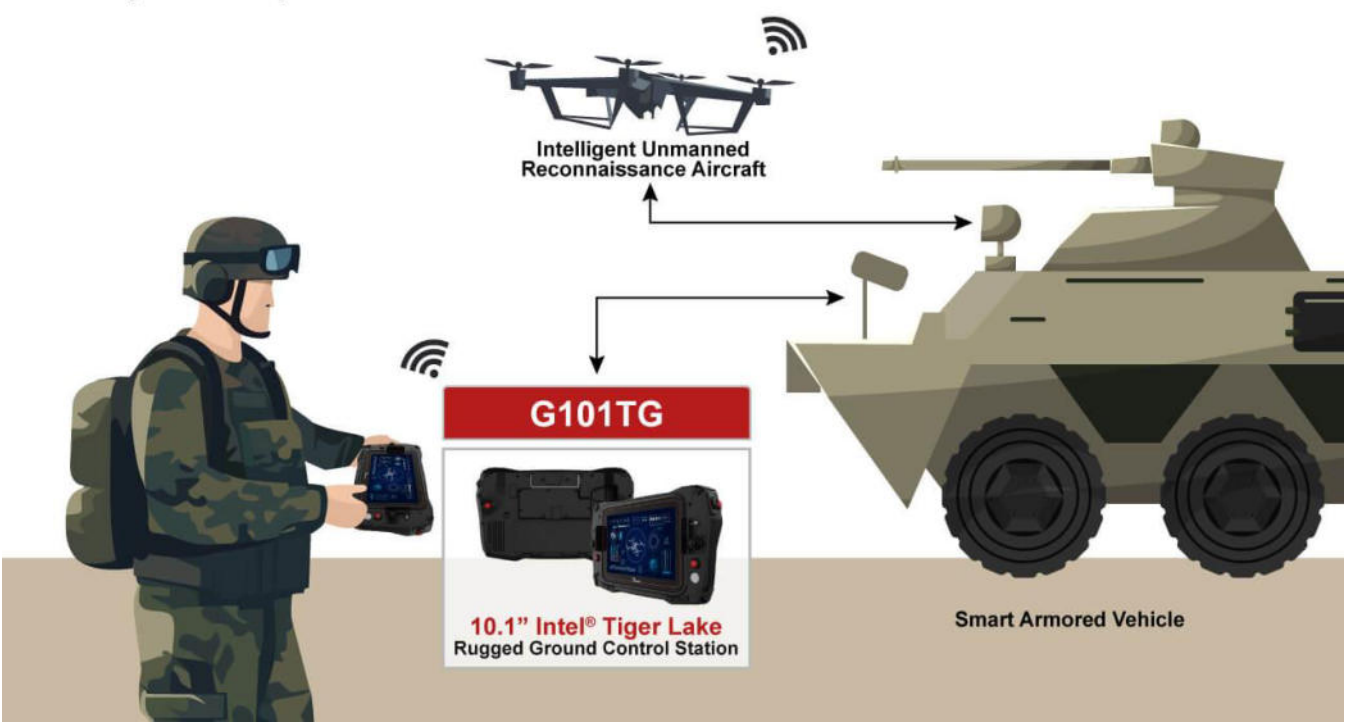 Intelligent Unmanned
Reconnaissance Aircraft
G101TG
10.1” Intel® Tiger Lake
Rugged Ground Control Station
Smart Armored Vehicle